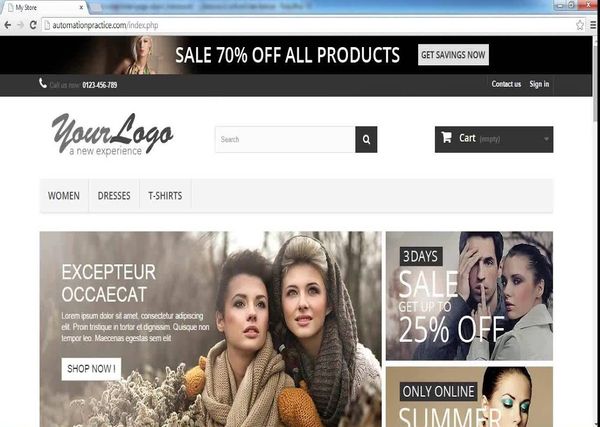 My Store
automationpractice.com/index.php
SALE 70% OFF ALL PRODUCTS
GET SAVINGS NOW
Call us now: 0123-456-789
Contact us
Sign in
YourLogo
a new experience
Search
Cart (empty)
WOMEN
DRESSES
T-SHIRTS
EXCEPTEUR
OCCAECAT
Lorem ipsum dolor sit amet, consectetur adipiscing
elit. Proin tristique in tortor et dignissim. Quisque non
tempor leo. Maecenas egestas sem elit
SHOP NOW !
3 DAYS
SALE
GET UP TO
25% OFF
ONLY ONLINE
SUMMER